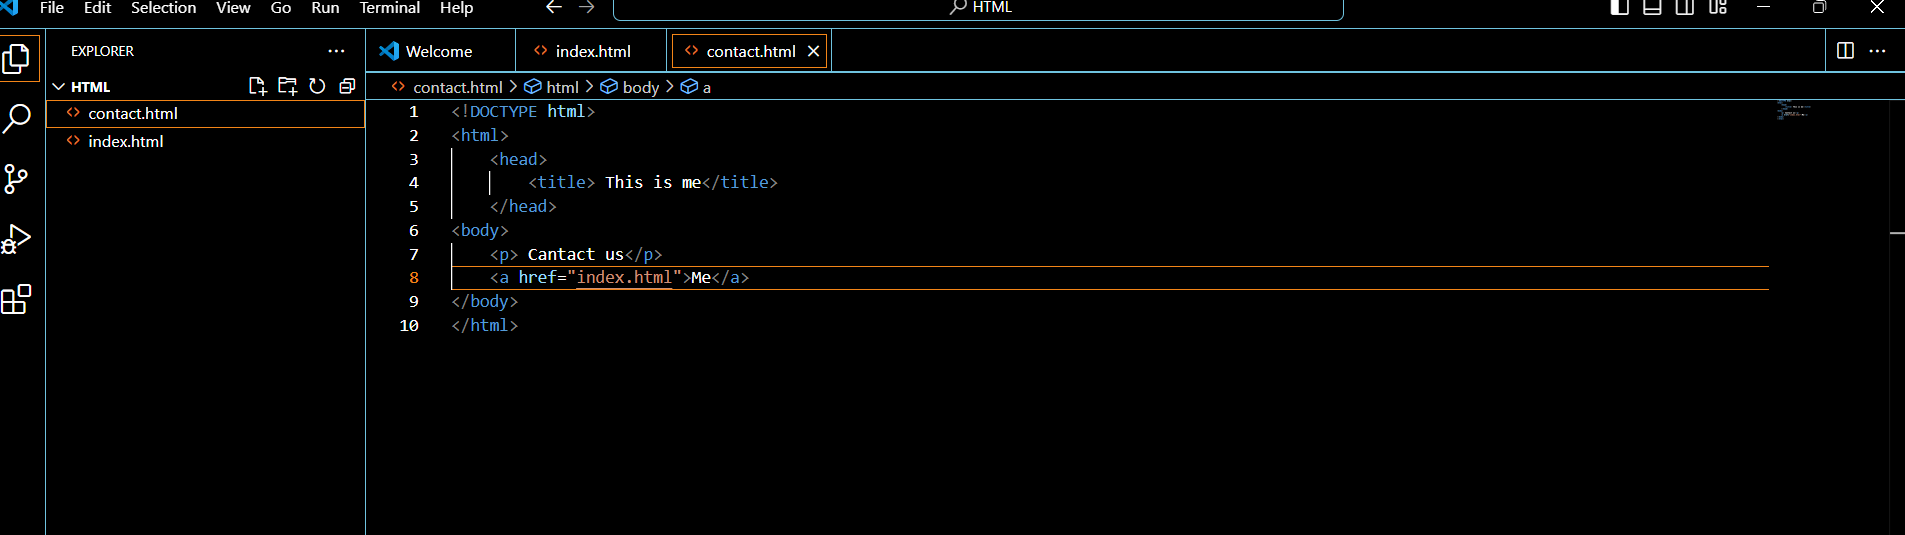 File Edit Selection View Go Run Terminal Help HTML
EXPLORER
Welcome index.html contact.html
HTML
contact.html > html > body > a
contact.html
index.html
1 <!DOCTYPE html>
2 <html>
3 <head>
4 <title> This is me</title>
5 </head>
6 <body>
7 <p> Cantact us</p>
8 <a href="index.html">Me</a>
9 </body>
10 </html>